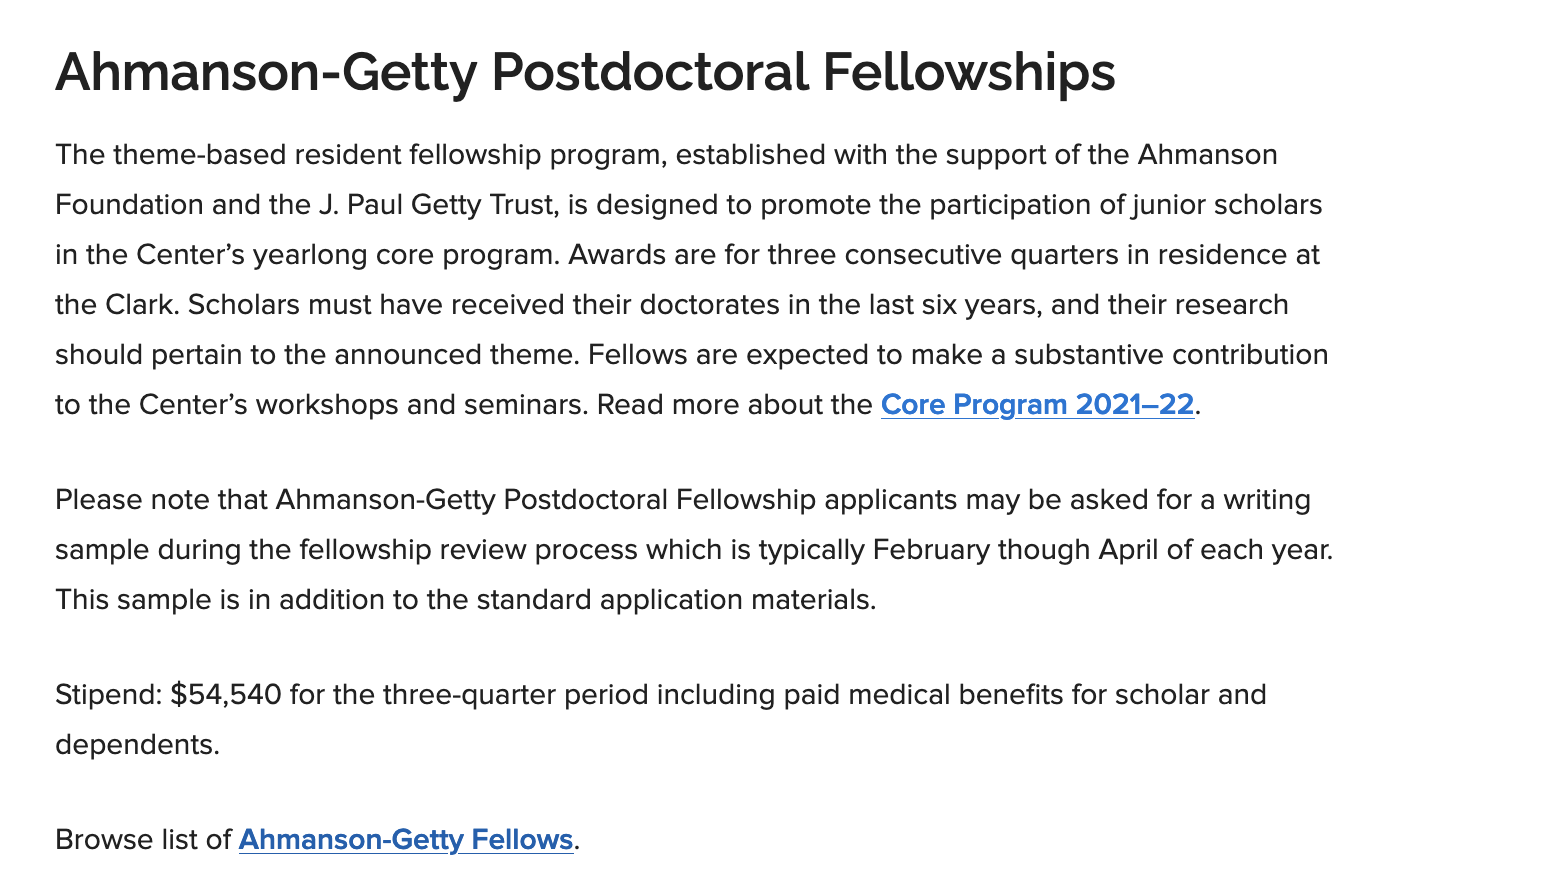 Ahmanson-Getty Postdoctoral Fellowships
The theme-based resident fellowship program, established with the support of the Ahmanson
Foundation and the J. Paul Getty Trust, is designed to promote the participation of junior scholars
in the Center’s yearlong core program. Awards are for three consecutive quarters in residence at
the Clark. Scholars must have received their doctorates in the last six years, and their research
should pertain to the announced theme. Fellows are expected to make a substantive contribution
to the Center’s workshops and seminars. Read more about the Core Program 2021–22.
Please note that Ahmanson-Getty Postdoctoral Fellowship applicants may be asked for a writing
sample during the fellowship review process which is typically February though April of each year.
This sample is in addition to the standard application materials.
Stipend: $54,540 for the three-quarter period including paid medical benefits for scholar and
dependents.
Browse list of Ahmanson-Getty Fellows.